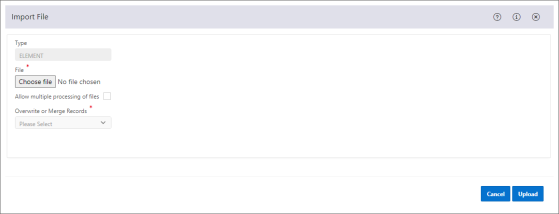 Import File
Type
ELEMENT
File *
Choose file No file chosen
Allow multiple processing of files
Overwrite or Merge Records *
Please Select
Cancel Upload